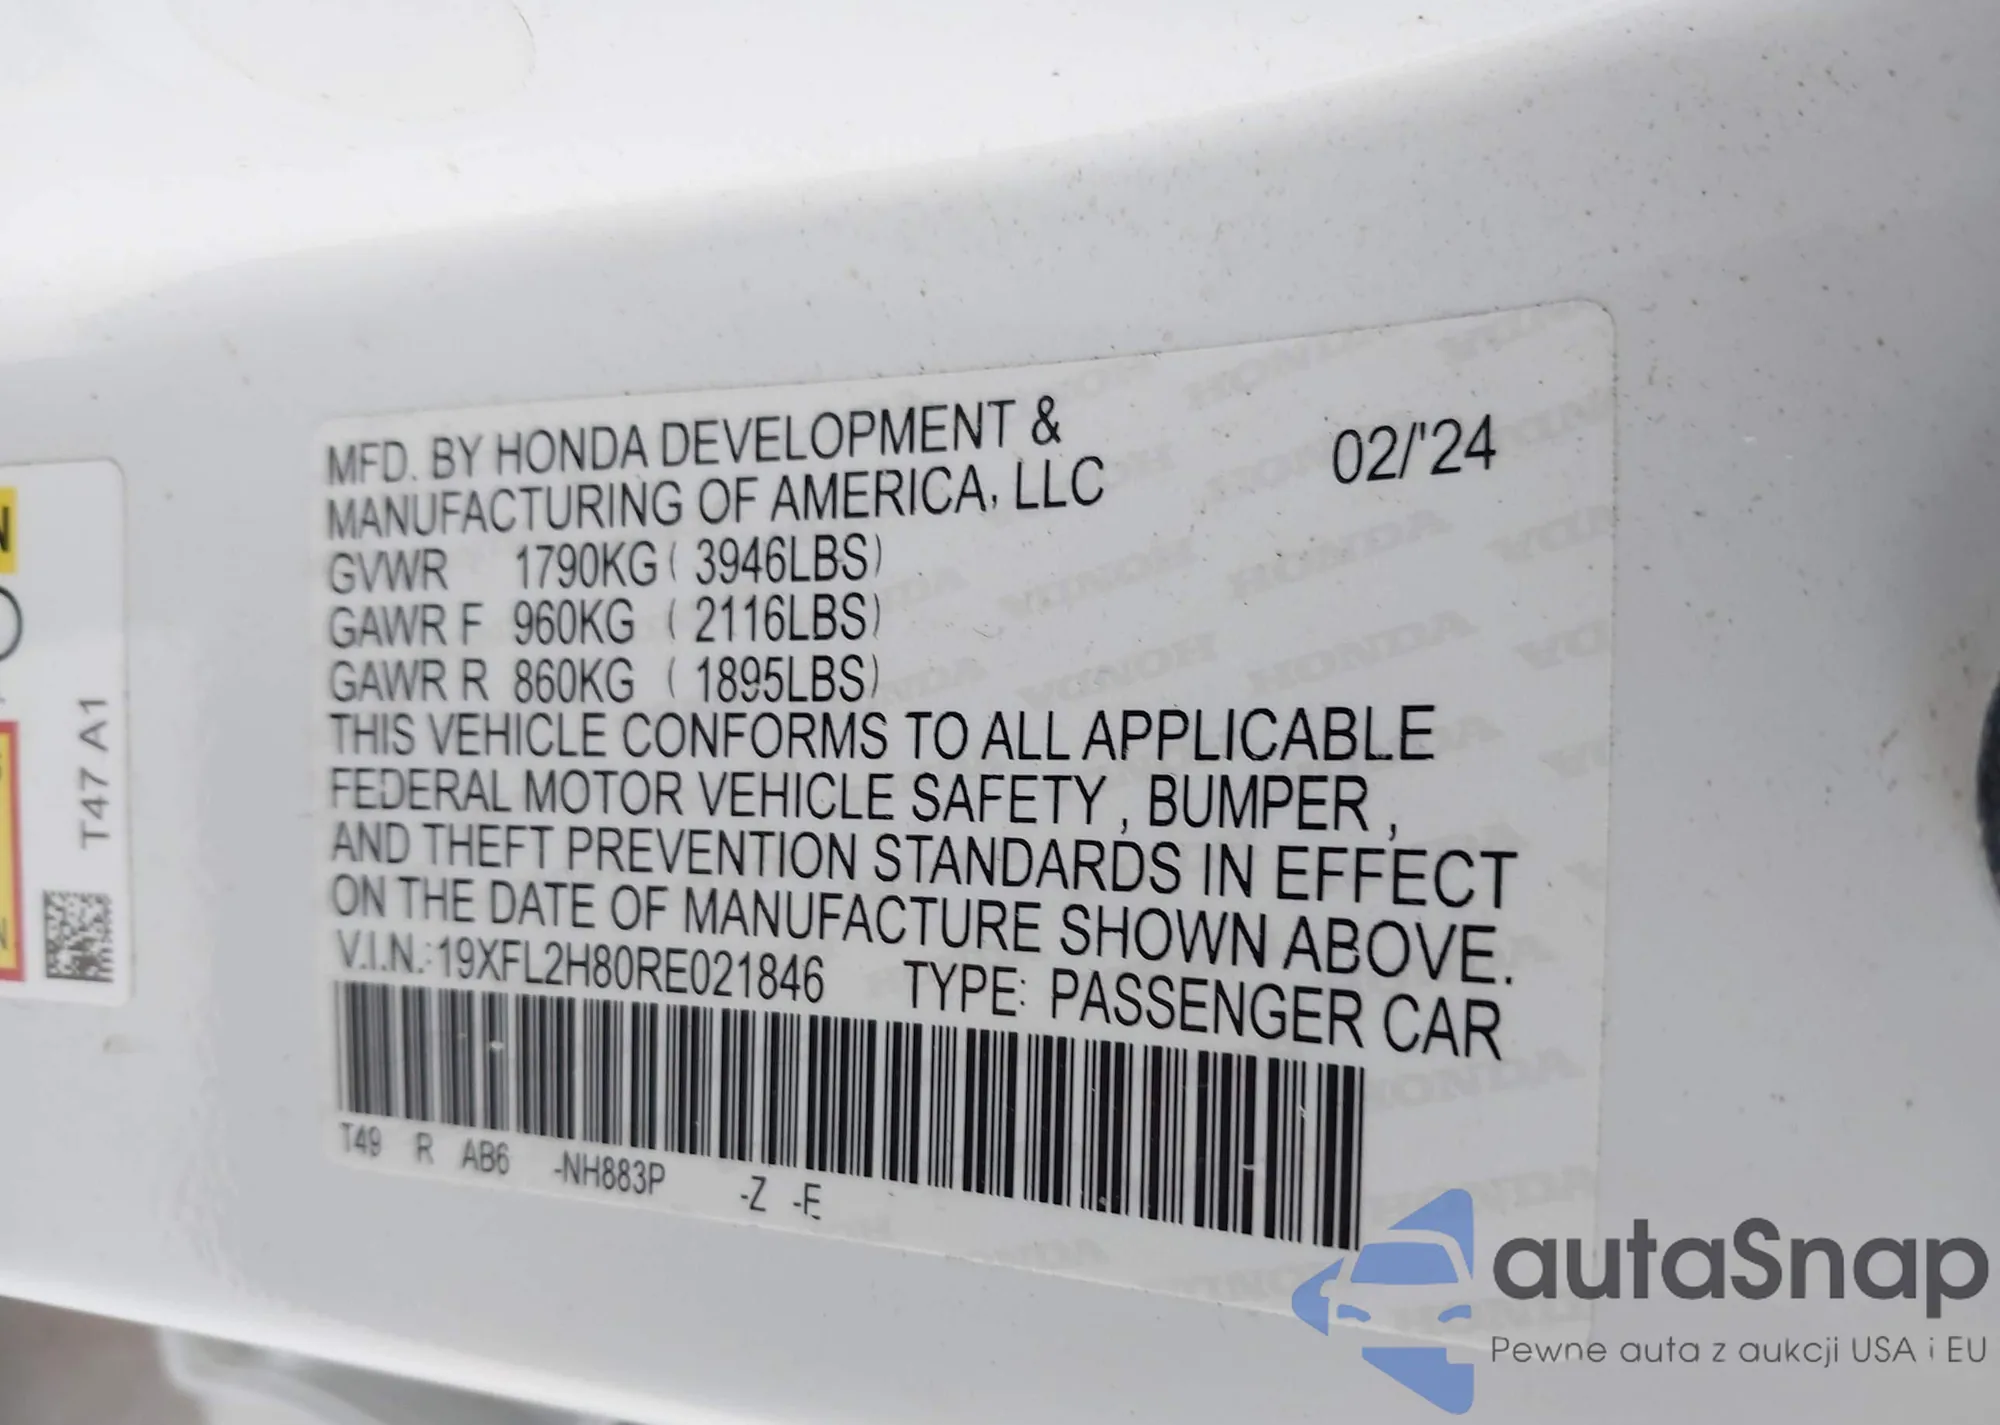 MFD. BY HONDA DEVELOPMENT &
MANUFACTURING OF AMERICA, LLC
02/'24
GVWR 1790KG ( 3946LBS)
GAWR F 960KG ( 2116LBS)
GAWR R 860KG ( 1895LBS)
THIS VEHICLE CONFORMS TO ALL APPLICABLE
FEDERAL MOTOR VEHICLE SAFETY , BUMPER ,
AND THEFT PREVENTION STANDARDS IN EFFECT
ON THE DATE OF MANUFACTURE SHOWN ABOVE.
V.I.N.:19XFL2H80RE021846 TYPE: PASSENGER CAR
T49 R AB6 -NH883P -Z -E
T47 A1
autaSnap
Pewne auta z aukcji USA i EU